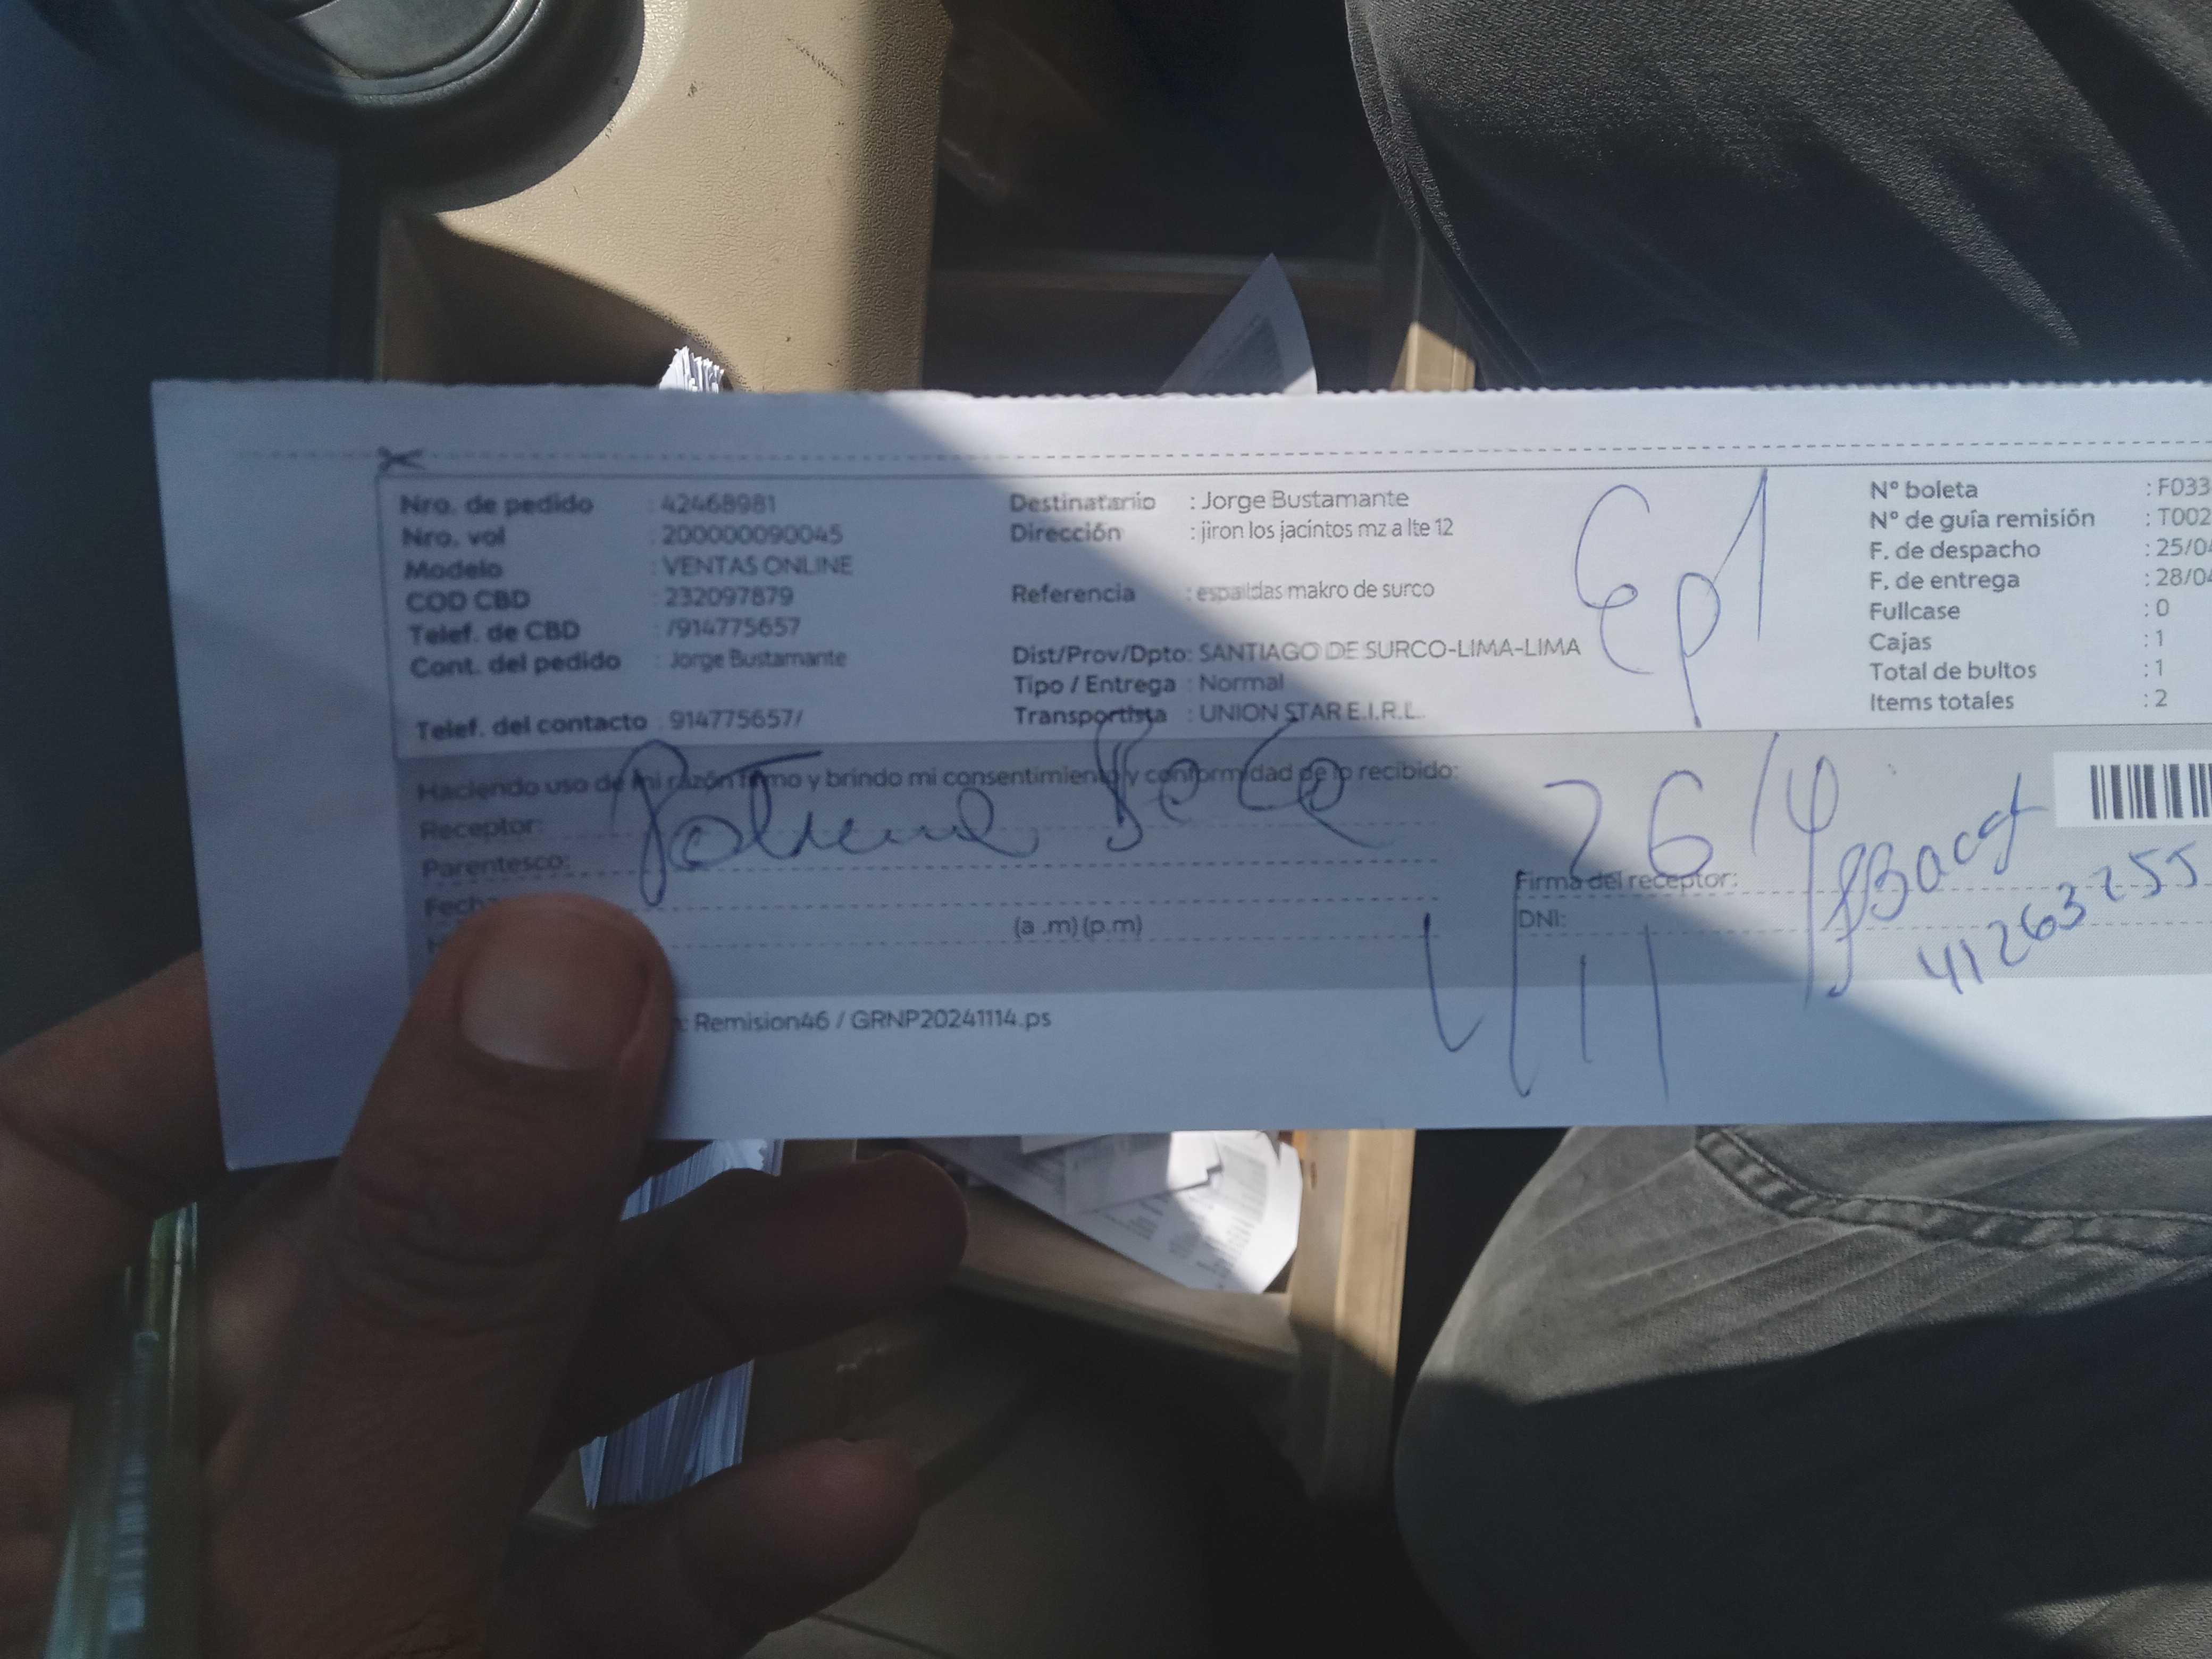 Nro. de pedido : 42468981
Nro. vol : 200000090045
Modelo : VENTAS ONLINE
COD CBD : 232097879
Telef. de CBD : /914775657
Cont. del pedido : Jorge Bustamante
Telef. del contacto : 914775657/
Destinatario : Jorge Bustamante
Dirección : jiron los jacintos mz a lte 12
Referencia : espaldas makro de surco
Dist/Prov/Dpto: SANTIAGO DE SURCO-LIMA-LIMA
Tipo / Entrega : Normal
Transportista : UNION STAR E.I.R.L.
Nº boleta : F033
Nº de guía remisión : T002
F. de despacho : 25/04
F. de entrega : 28/04
Fullcase : 0
Cajas : 1
Total de bultos : 1
Items totales : 2
Haciendo uso de mi razón firmo y brindo mi consentimiento y conformidad de lo recibido:
Receptor:
Parentesco:
Fecha
(a .m) (p.m)
26/4
Firma del receptor:
DNI: 41263255
: Remision46 / GRNP20241114.ps